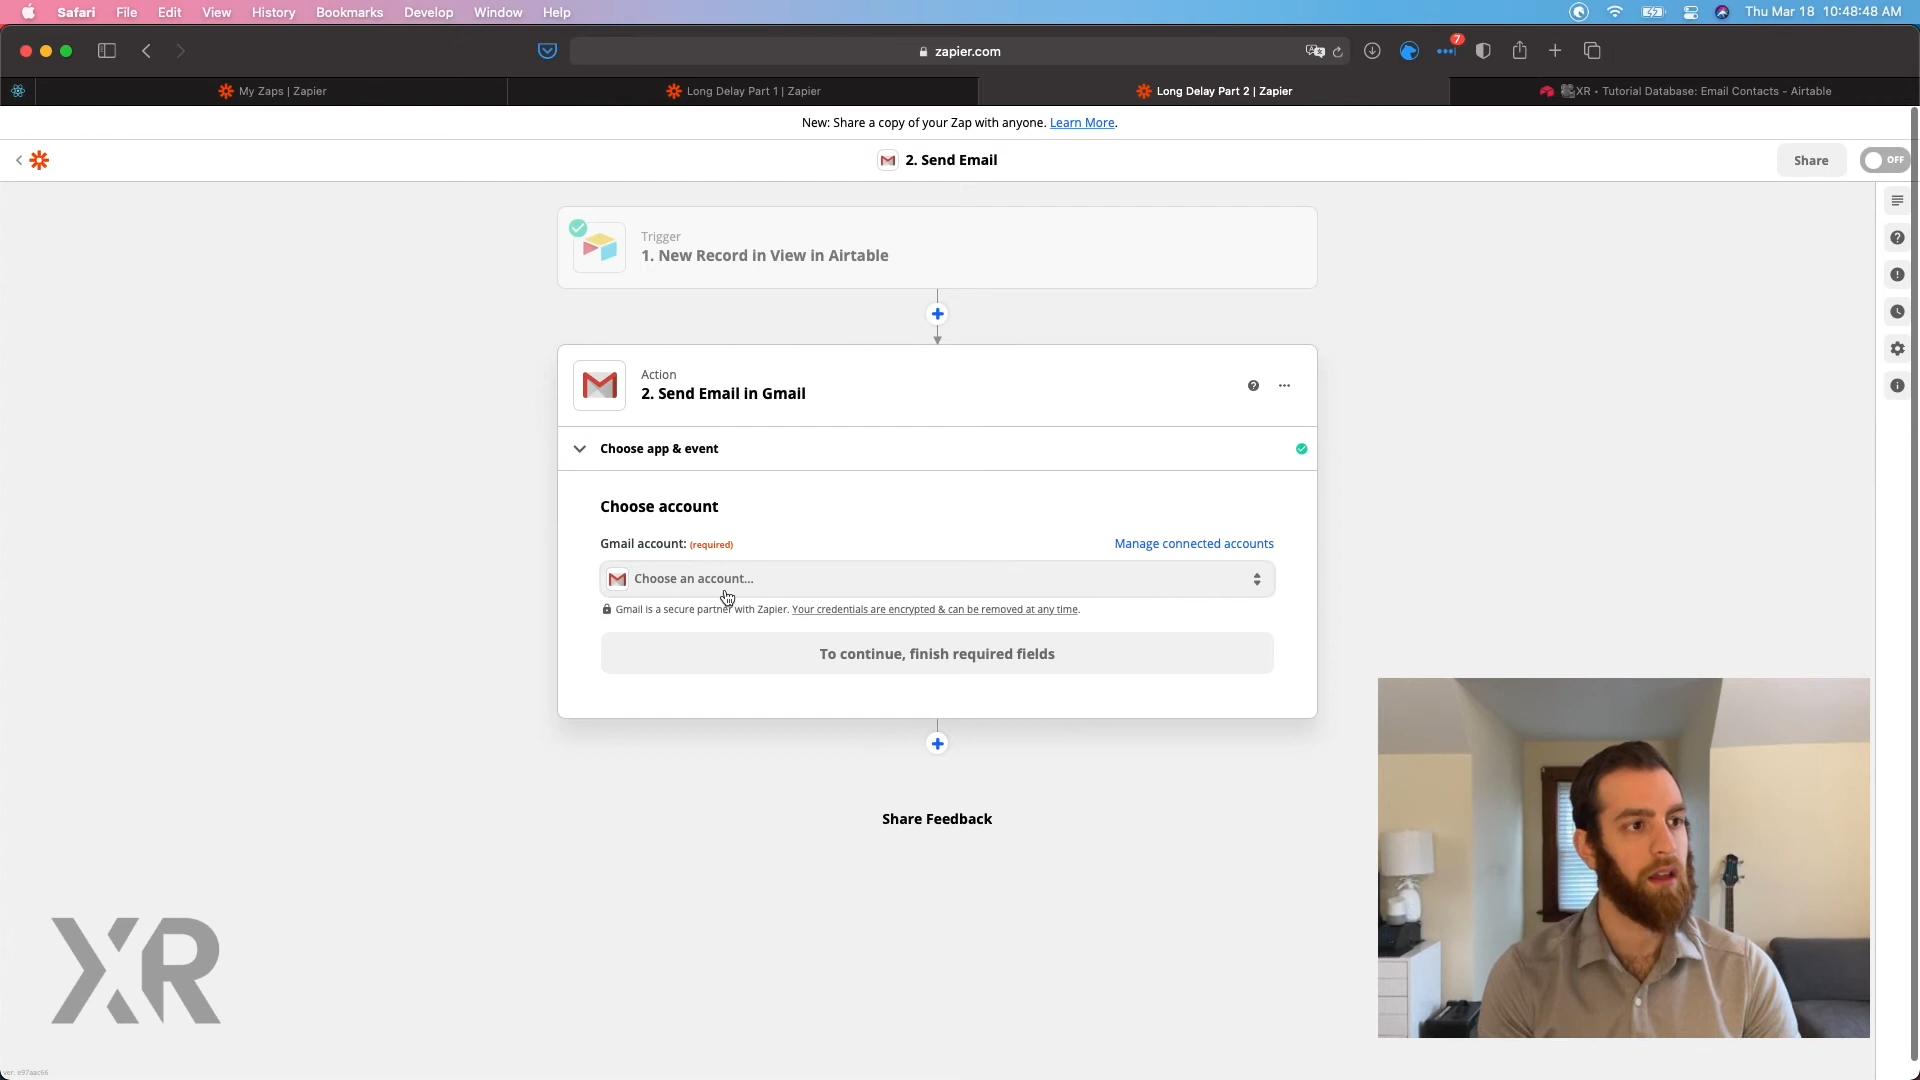 Safari File Edit View History Bookmarks Develop Window Help Thu Mar 18 10:48:48 AM
zapier.com
7
My Zaps | Zapier
Long Delay Part 1 | Zapier
Long Delay Part 2 | Zapier
XR • Tutorial Database: Email Contacts - Airtable
New: Share a copy of your Zap with anyone. Learn More.
2. Send Email
Share
OFF
Trigger
1. New Record in View in Airtable
Action
2. Send Email in Gmail
Choose app & event
Choose account
Gmail account: (required)
Manage connected accounts
Choose an account...
Gmail is a secure partner with Zapier. Your credentials are encrypted & can be removed at any time.
To continue, finish required fields
Share Feedback
XR
ver: e97aac66